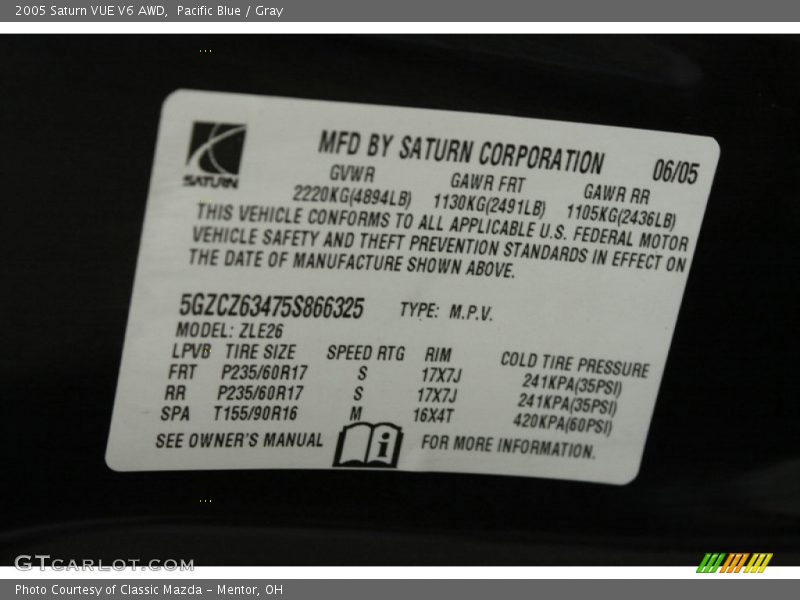 2005 Saturn VUE V6 AWD, Pacific Blue / Gray
MFD BY SATURN CORPORATION 06/05
SATURN
GVWR GAWR FRT GAWR RR
2220KG(4894LB) 1130KG(2491LB) 1105KG(2436LB)
THIS VEHICLE CONFORMS TO ALL APPLICABLE U.S. FEDERAL MOTOR
VEHICLE SAFETY AND THEFT PREVENTION STANDARDS IN EFFECT ON
THE DATE OF MANUFACTURE SHOWN ABOVE.
5GZCZ63475S866325 TYPE: M.P.V.
MODEL: ZLE26
LPVB TIRE SIZE SPEED RTG RIM COLD TIRE PRESSURE
FRT P235/60R17 S 17X7J 241KPA(35PSI)
RR P235/60R17 S 17X7J 241KPA(35PSI)
SPA T155/90R16 M 16X4T 420KPA(60PSI)
SEE OWNER'S MANUAL i FOR MORE INFORMATION.
GTCARLOT.COM
Photo Courtesy of Classic Mazda - Mentor, OH